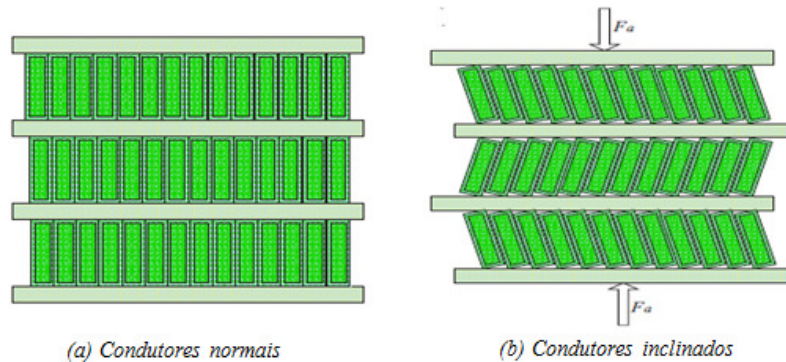 Fa
Fa
(a) Condutores normais
(b) Condutores inclinados